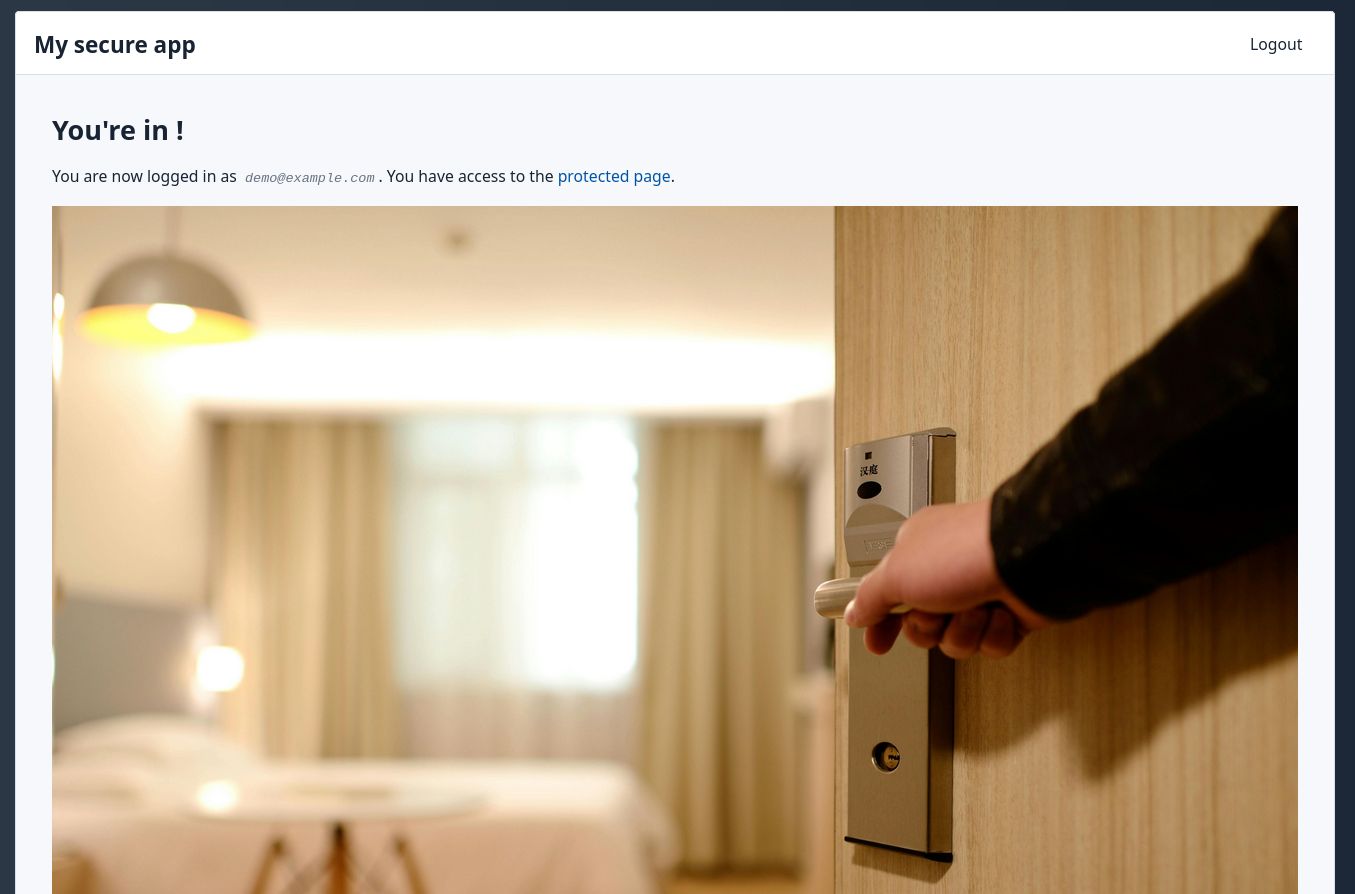 My secure app
Logout
You're in !
You are now logged in as demo@example.com. You have access to the protected page.
汉庭